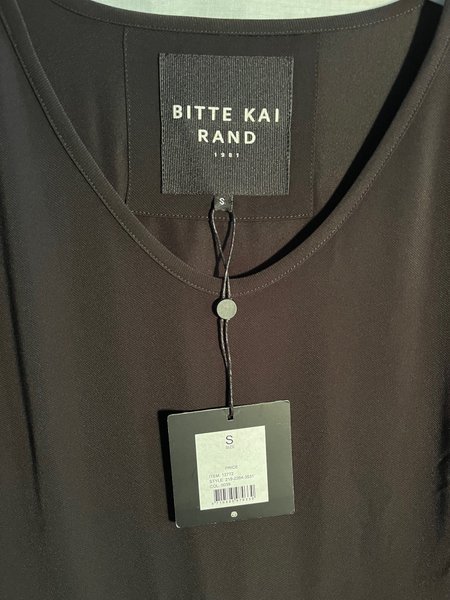 BITTE KAI
RAND
1981
S
S
SIZE
PRICE
ITEM:
STYLE:
COL.: